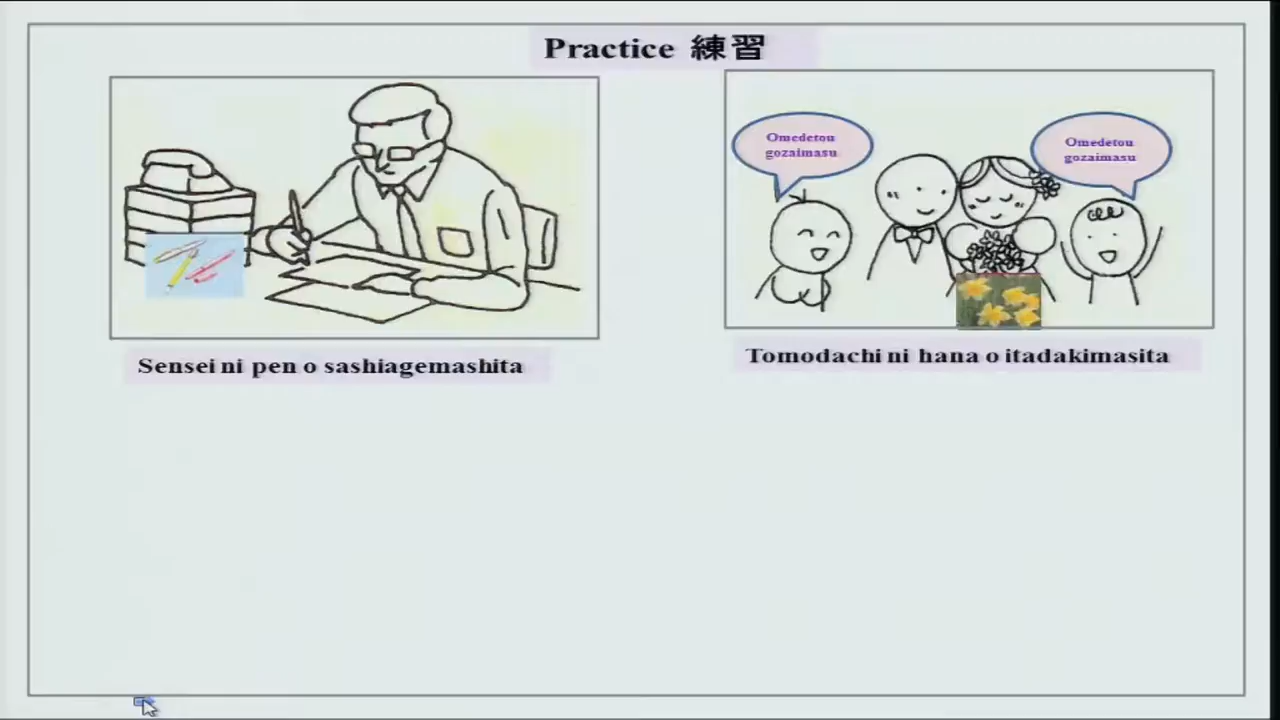 Practice 練習
Omedetou
gozaimasu
Omedetou
gozaimasu
Sensei ni pen o sashiagemashita
Tomodachi ni hana o itadakimasita